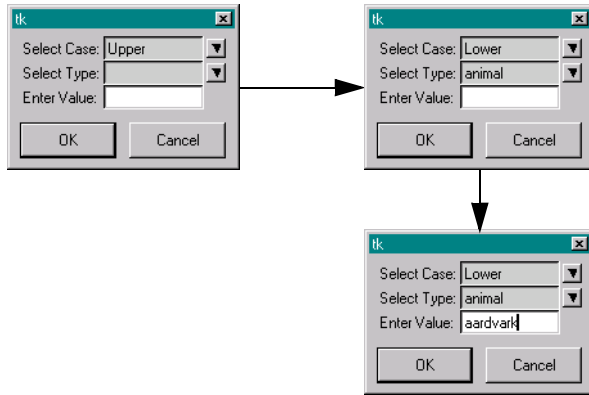 tk
Select Case: Upper
Select Type:
Enter Value:
OK Cancel
tk
Select Case: Lower
Select Type: animal
Enter Value:
OK Cancel
tk
Select Case: Lower
Select Type: animal
Enter Value: aardvark
OK Cancel